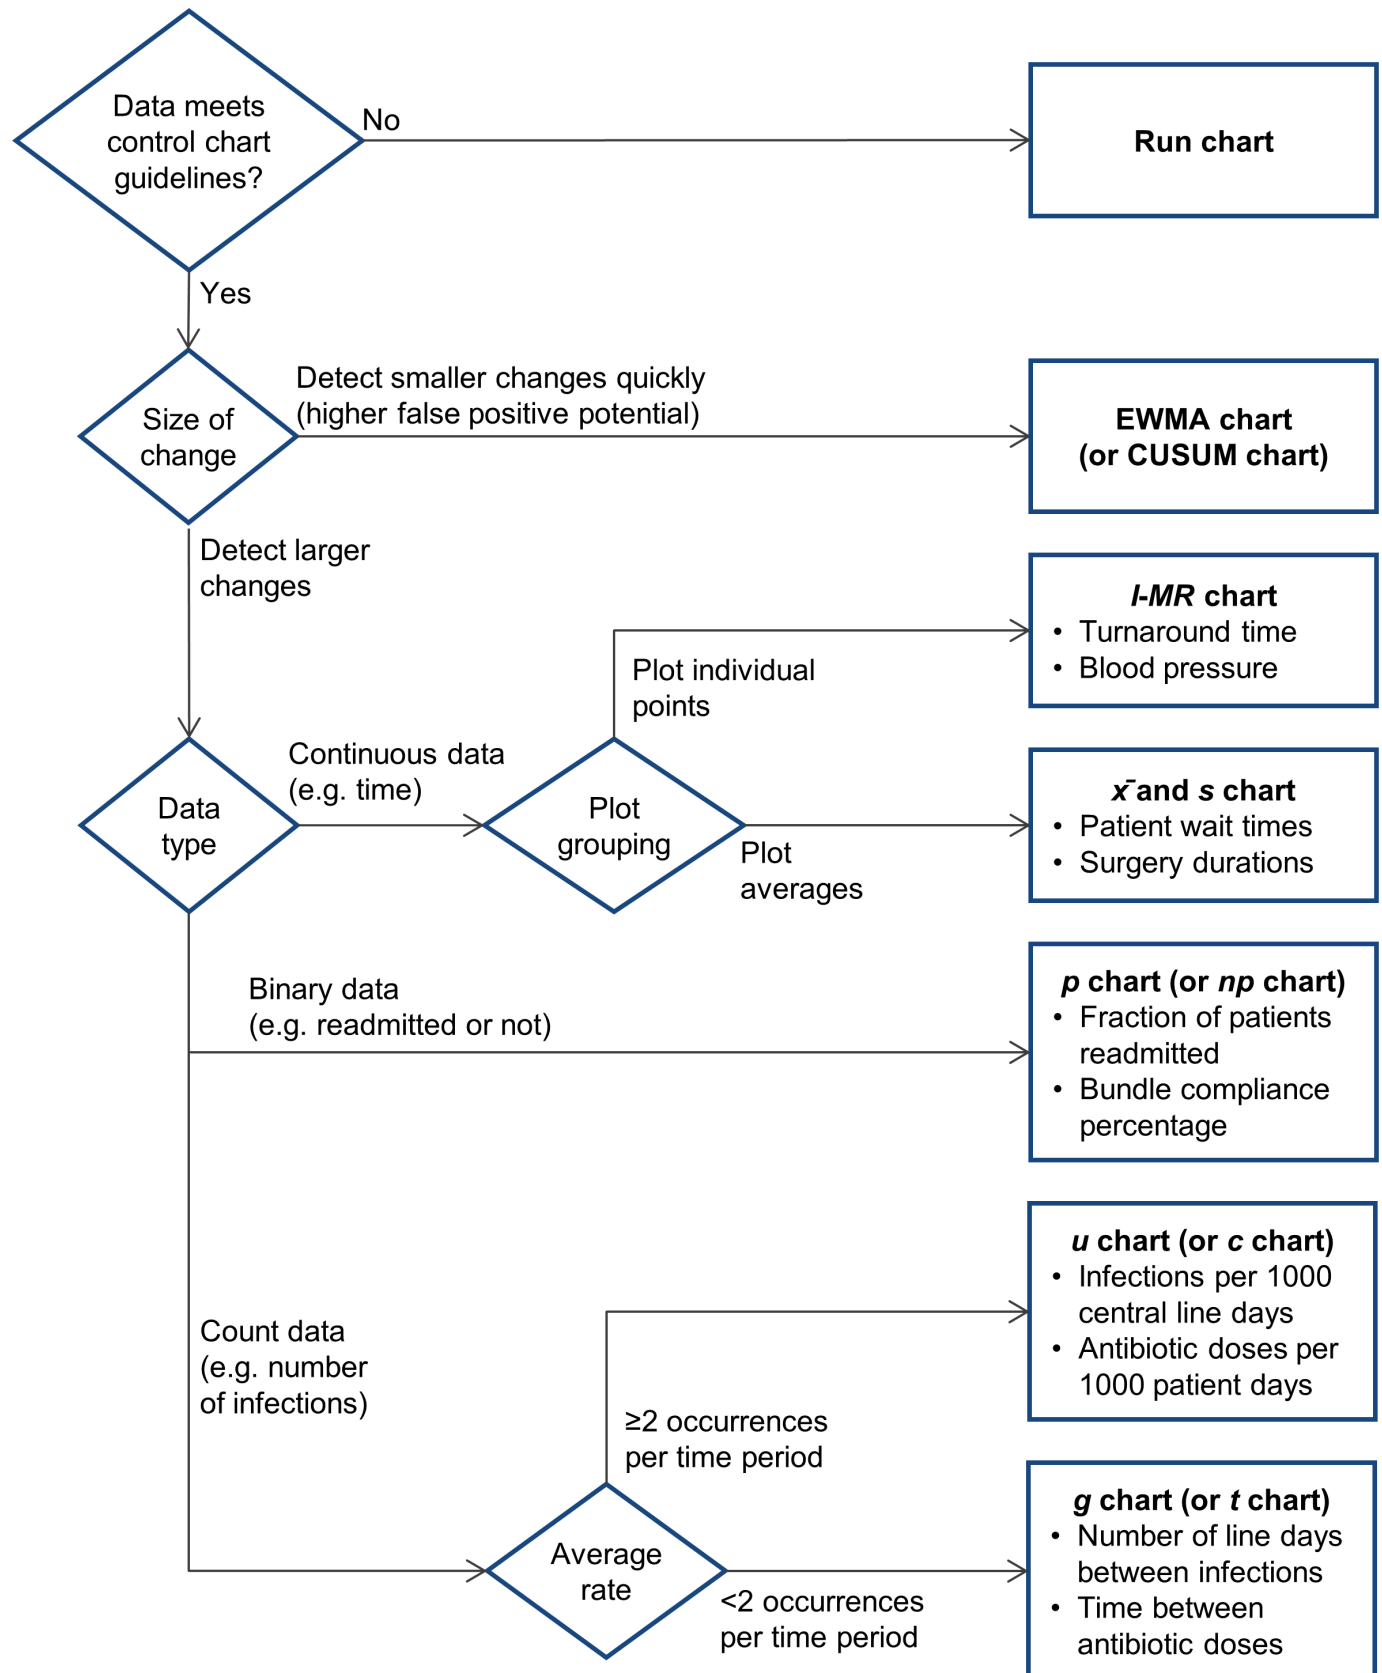 Data meets
control chart
guidelines?
No
Run chart
Yes
Size of
change
Detect smaller changes quickly
(higher false positive potential)
EWMA chart
(or CUSUM chart)
Detect larger
changes
I-MR chart
• Turnaround time
• Blood pressure
Plot individual
points
Data
type
Continuous data
(e.g. time)
Plot
grouping
Plot
averages
x̄ and s chart
• Patient wait times
• Surgery durations
Binary data
(e.g. readmitted or not)
p chart (or np chart)
• Fraction of patients
readmitted
• Bundle compliance
percentage
Count data
(e.g. number
of infections)
u chart (or c chart)
• Infections per 1000
central line days
• Antibiotic doses per
1000 patient days
≥2 occurrences
per time period
Average
rate
<2 occurrences
per time period
g chart (or t chart)
• Number of line days
between infections
• Time between
antibiotic doses